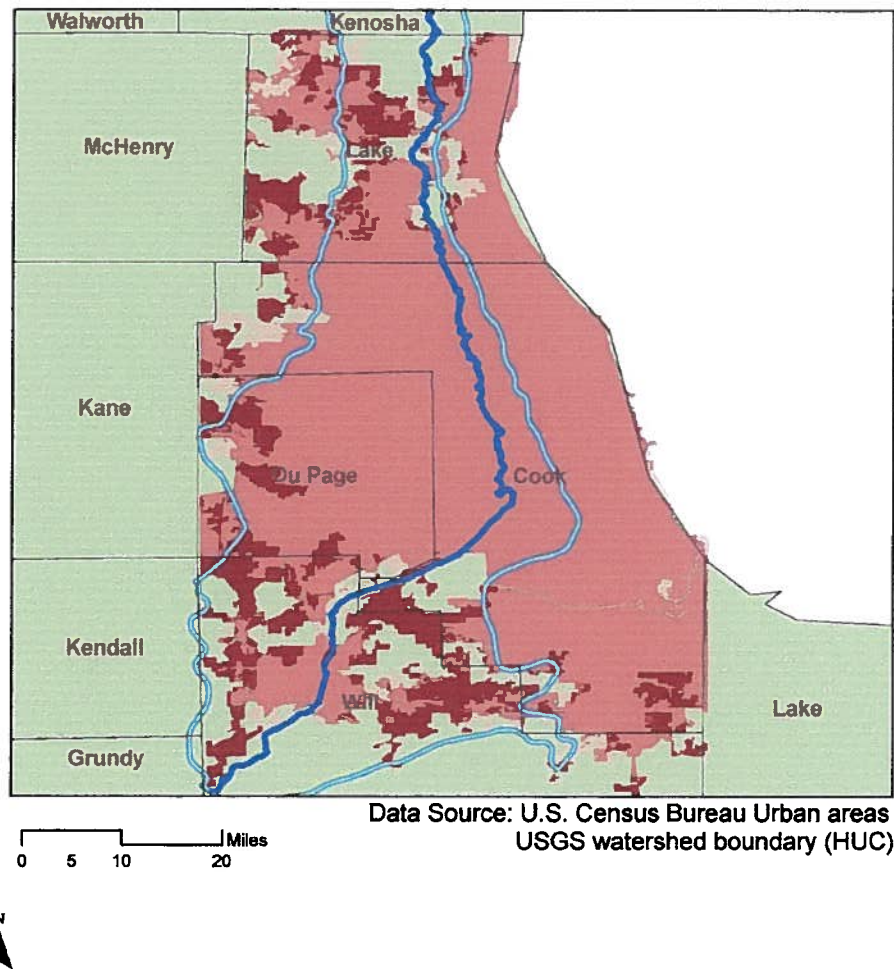 Walworth
Kenosha
McHenry
Lake
Kane
Du Page
Cook
Kendall
Will
Lake
Grundy
Data Source: U.S. Census Bureau Urban areas
USGS watershed boundary (HUC)
Miles
0 5 10 20
N